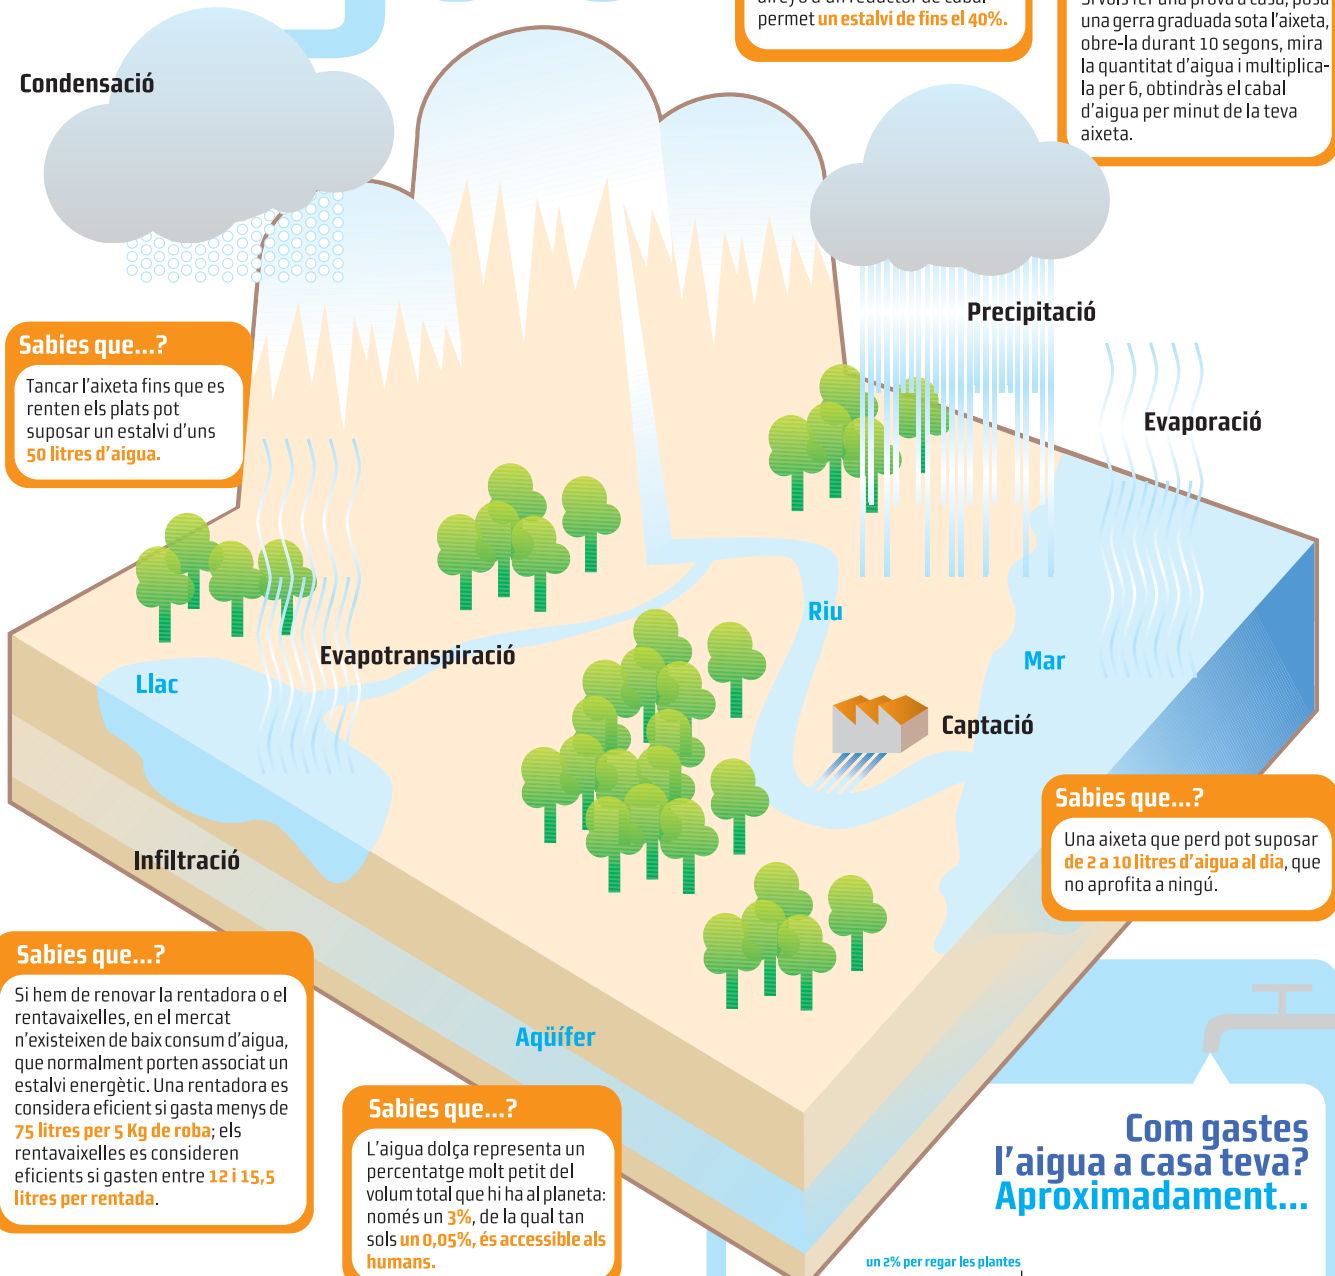 permet un estalvi de fins el 40%.
una gerra graduada sota l’aixeta,
obre-la durant 10 segons, mira
la quantitat d’aigua i multiplica-
la per 6, obtindràs el cabal
d’aigua per minut de la teva
aixeta.
Condensació
Precipitació
Sabies que...?
Tancar l’aixeta fins que es
renten els plats pot
suposar un estalvi d’uns
50 litres d’aigua.
Evaporació
Riu
Evapotranspiració
Llac
Mar
Captació
Sabies que...?
Una aixeta que perd pot suposar
de 2 a 10 litres d’aigua al dia, que
no aprofita a ningú.
Infiltració
Sabies que...?
Si hem de renovar la rentadora o el
rentavaixelles, en el mercat
n’existeixen de baix consum d’aigua,
que normalment porten associat un
estalvi energètic. Una rentadora es
considera eficient si gasta menys de
75 litres per 5 Kg de roba; els
rentavaixelles es consideren
eficients si gasten entre 12 i 15,5
litres per rentada.
Aqüífer
Sabies que...?
L’aigua dolça representa un
percentatge molt petit del
volum total que hi ha al planeta:
només un 3%, de la qual tan
sols un 0,05%, és accessible als
humans.
Com gastes
l’aigua a casa teva?
Aproximadament...
un 2% per regar les plantes